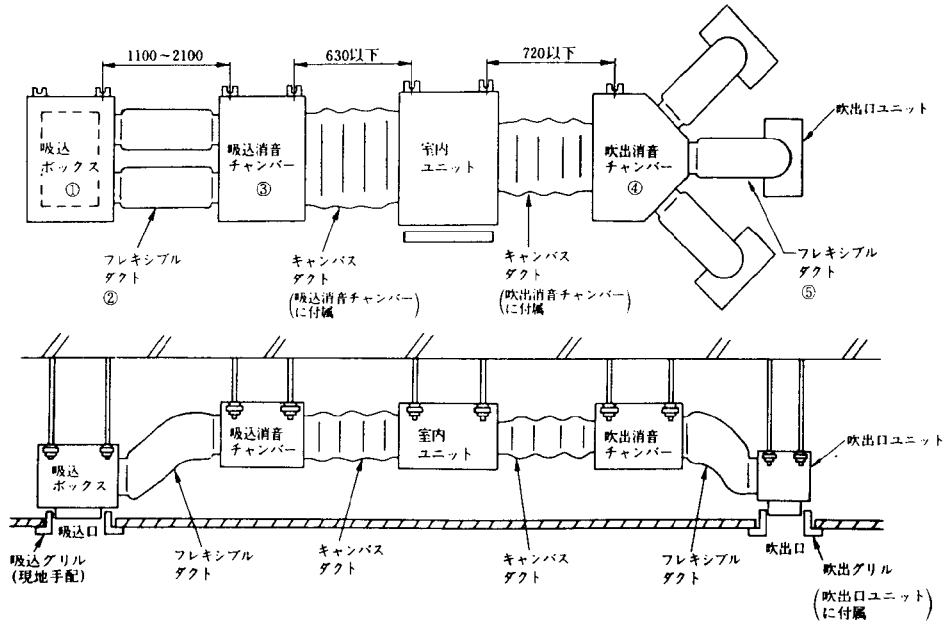 1100~2100
630以下
720以下
吸込
ボックス
①
吸込消音
チャンバー
③
室内
ユニット
吹出消音
チャンバー
④
吹出口ユニット
フレキシブル
ダクト
②
キャンバス
ダクト
(吸込消音チャンバー
に付属)
キャンバス
ダクト
(吹出消音チャンバー
に付属)
フレキシブル
ダクト
⑤
吸込
ボックス
吸込消音
チャンバー
室内
ユニット
吹出消音
チャンバー
吹出口ユニット
吸込口
吹出口
吸込グリル
(現地手配)
フレキシブル
ダクト
キャンバス
ダクト
キャンバス
ダクト
フレキシブル
ダクト
吹出グリル
(吹出口ユニット
に付属)